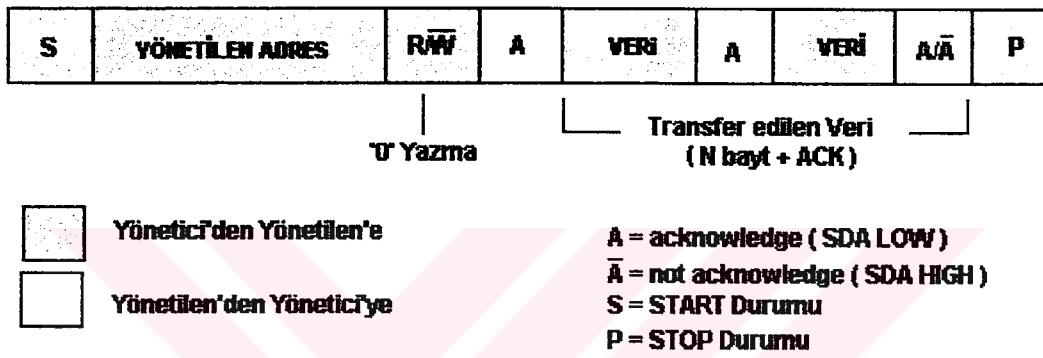 S YÖNETİLEN ADRES R/W̅ A VERİ A VERİ A/A̅ P
'0' Yazma
Transfer edilen Veri
( N bayt + ACK )
Yönetici'den Yönetilen'e
Yönetilen'den Yönetici'ye
A = acknowledge ( SDA LOW )
A̅ = not acknowledge ( SDA HIGH )
S = START Durumu
P = STOP Durumu